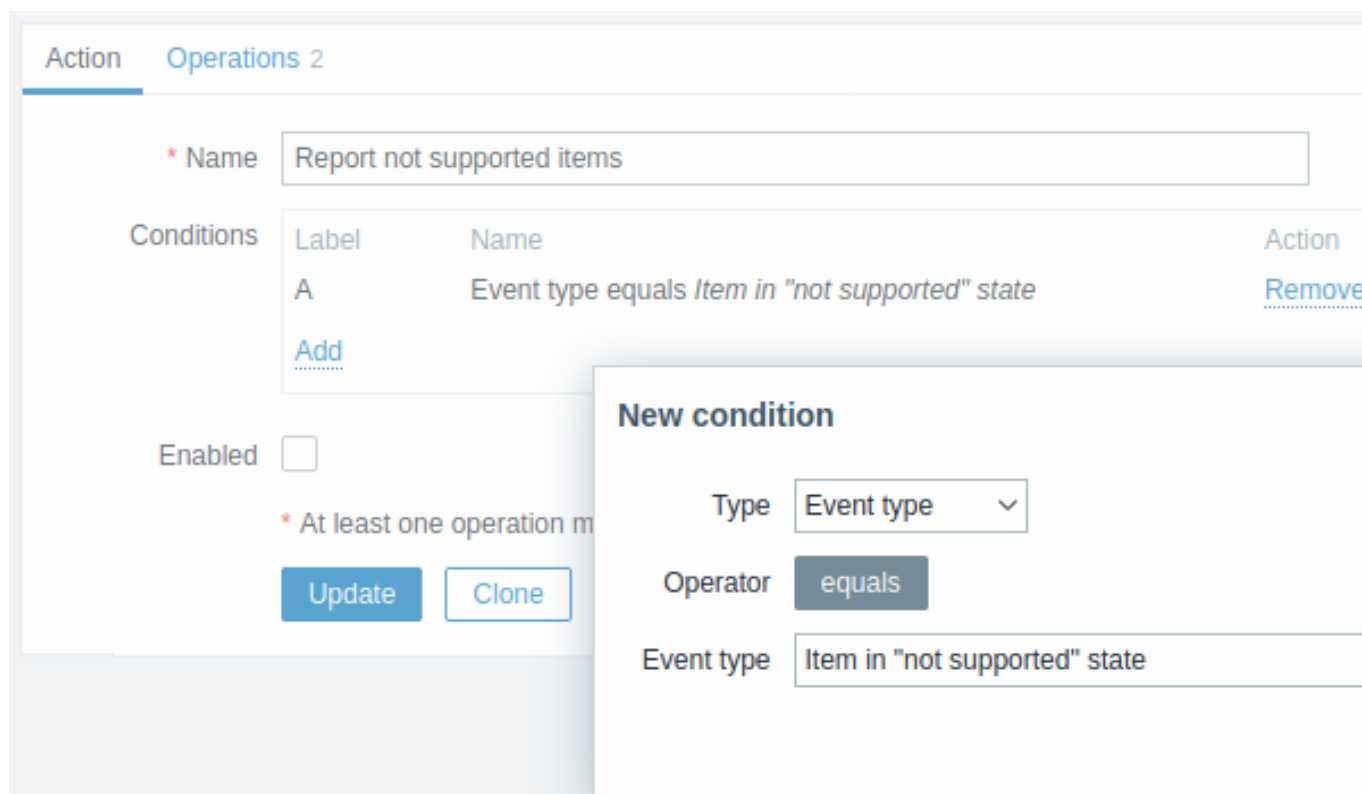 Action Operations 2
* Name Report not supported items
Conditions Label Name Action
A Event type equals Item in "not supported" state Remove
Add
New condition
Enabled
Type Event type
* At least one operation
Operator equals
Update Clone
Event type Item in "not supported" state